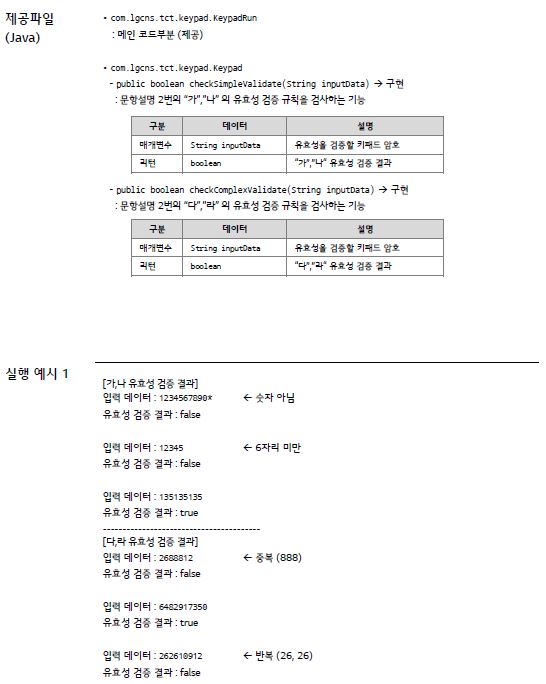 제공파일
(Java)
• com.lgcns.tct.keypad.KeypadRun
: 메인 코드부분 (제공)
• com.lgcns.tct.keypad.Keypad
- public boolean checkSimpleValidate(String inputData) → 구현
: 문항설명 2번의 "가","나" 의 유효성 검증 규칙을 검사하는 기능
구분 데이터 설명
매개변수 String inputData 유효성을 검증할 키패드 암호
리턴 boolean "가","나" 유효성 검증 결과
- public boolean checkComplexValidate(String inputData) → 구현
: 문항설명 2번의 "다","라" 의 유효성 검증 규칙을 검사하는 기능
구분 데이터 설명
매개변수 String inputData 유효성을 검증할 키패드 암호
리턴 boolean "다","라" 유효성 검증 결과
실행 예시 1
[가,나 유효성 검증 결과]
입력 데이터 : 1234567890* ← 숫자 아님
유효성 검증 결과 : false
입력 데이터 : 12345 ← 6자리 미만
유효성 검증 결과 : false
입력 데이터 : 135135135
유효성 검증 결과 : true
----------------------------------------
[다,라 유효성 검증 결과]
입력 데이터 : 2688812 ← 중복 (888)
유효성 검증 결과 : false
입력 데이터 : 6482917350
유효성 검증 결과 : true
입력 데이터 : 262610912 ← 반복 (26, 26)
유효성 검증 결과 : false